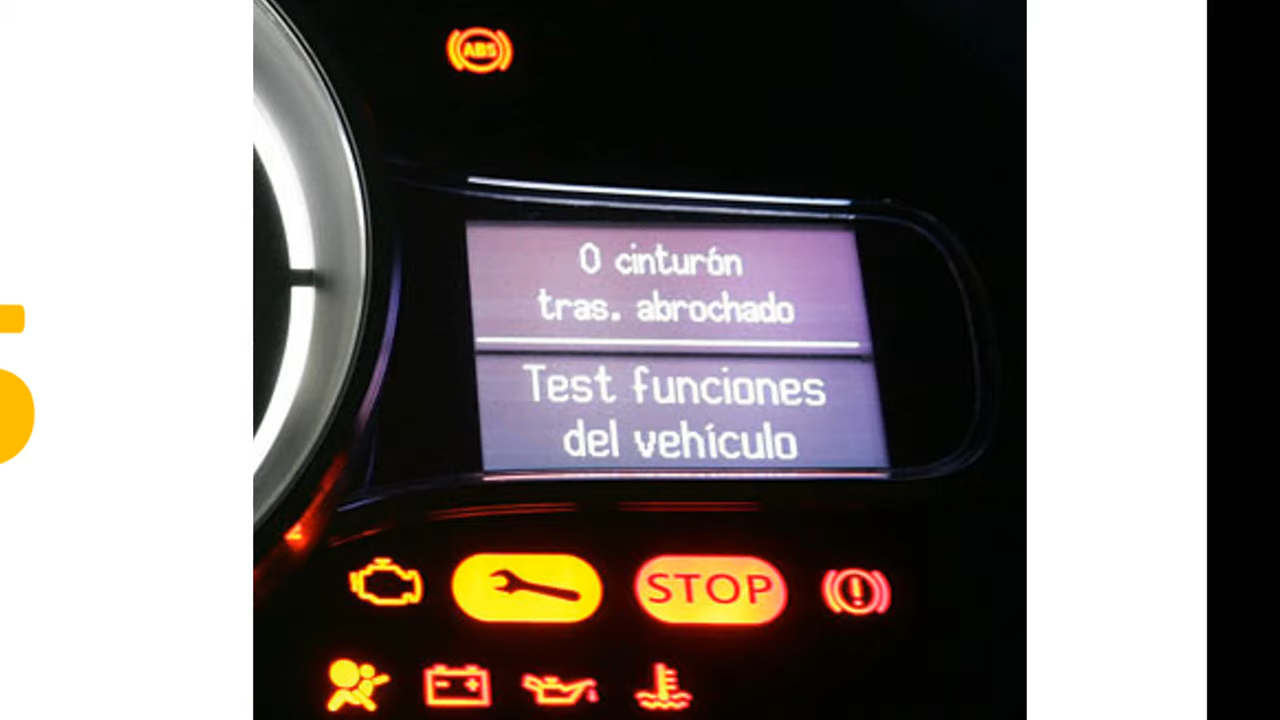 ABS
0 cinturón
tras. abrochado
Test funciones
del vehículo
STOP